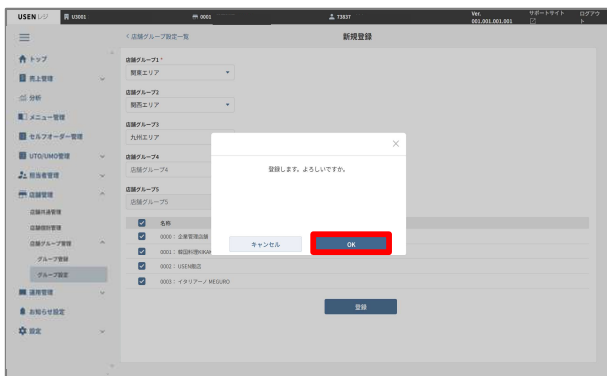 USEN レジ U3001 0001 73837 Ver. 001.001.001.001 サポートサイト ログアウト
＜店舗グループ設定一覧 新規登録
トップ
売上管理
分析
メニュー管理
セルフオーダー管理
UTO/UMO管理
担当者管理
店舗管理
店舗共通管理
店舗個別管理
店舗グループ管理
グループ登録
グループ設定
運用管理
お知らせ設定
設定
店舗グループ1 *
関東エリア
店舗グループ2
関西エリア
店舗グループ3
九州エリア
店舗グループ4
店舗グループ4
店舗グループ5
店舗グループ5
名称
0000： 企業管理店舗
0001： 韓国料理KIKAK
0002： USEN商店
0003： イタリアーノ MEGURO
登録
登録します。よろしいですか。
キャンセル OK